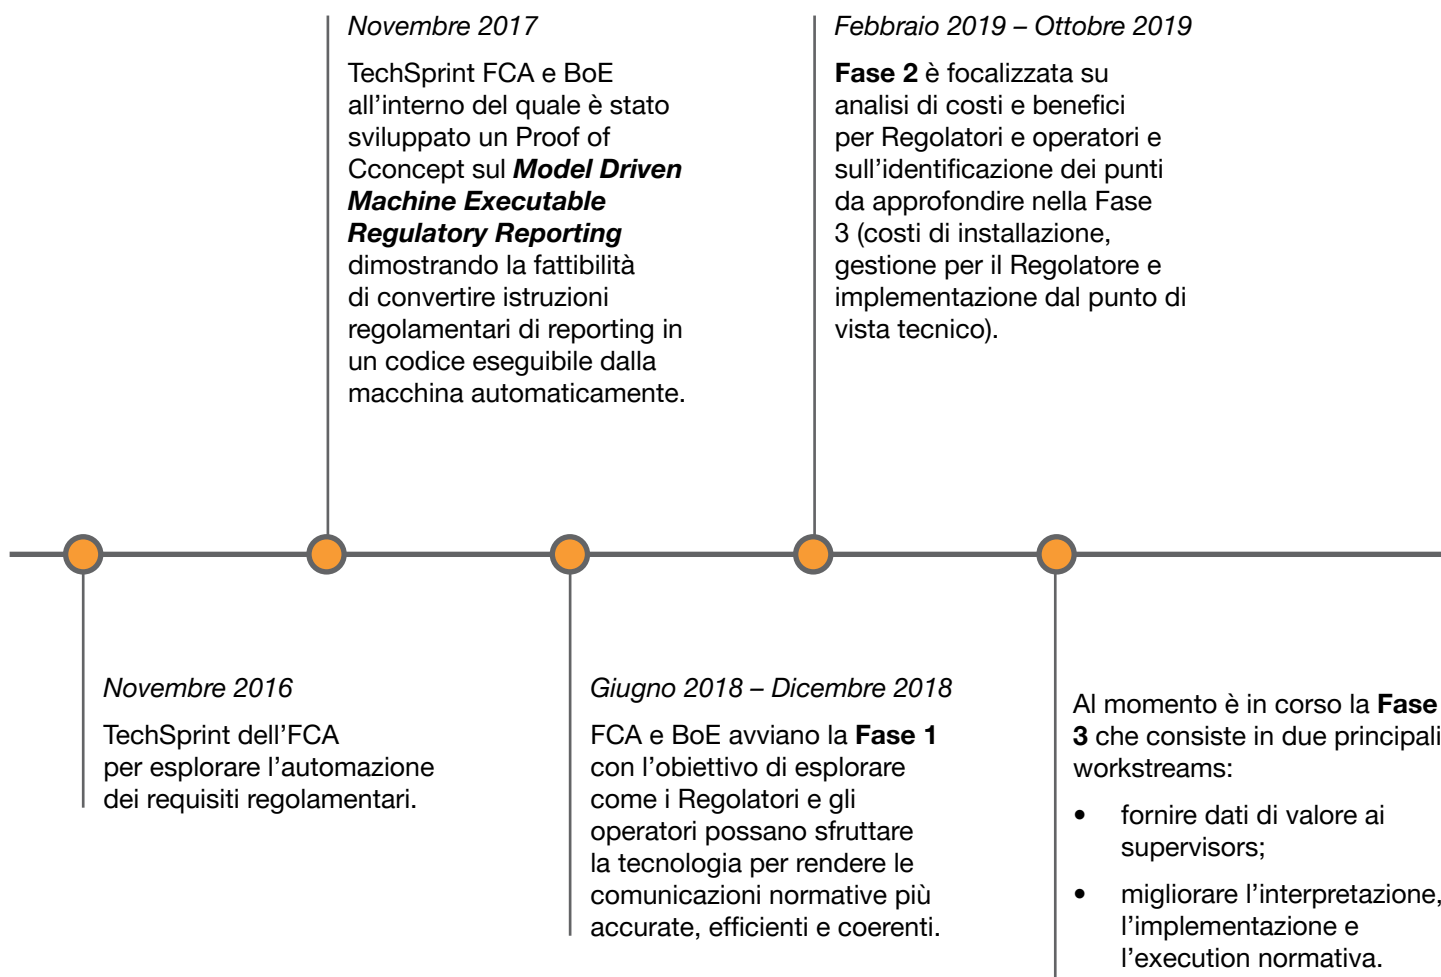 Novembre 2017
TechSprint FCA e BoE
all’interno del quale è stato
sviluppato un Proof of
Cconcept sul Model Driven
Machine Executable
Regulatory Reporting
dimostrando la fattibilità
di convertire istruzioni
regolamentari di reporting in
un codice eseguibile dalla
macchina automaticamente.
Febbraio 2019 – Ottobre 2019
Fase 2 è focalizzata su
analisi di costi e benefici
per Regolatori e operatori e
sull’identificazione dei punti
da approfondire nella Fase
3 (costi di installazione,
gestione per il Regolatore e
implementazione dal punto di
vista tecnico).
Novembre 2016
TechSprint dell’FCA
per esplorare l’automazione
dei requisiti regolamentari.
Giugno 2018 – Dicembre 2018
FCA e BoE avviano la Fase 1
con l’obiettivo di esplorare
come i Regolatori e gli
operatori possano sfruttare
la tecnologia per rendere le
comunicazioni normative più
accurate, efficienti e coerenti.
Al momento è in corso la Fase
3 che consiste in due principali
workstreams:
• fornire dati di valore ai
supervisors;
• migliorare l’interpretazione,
l’implementazione e
l’execution normativa.